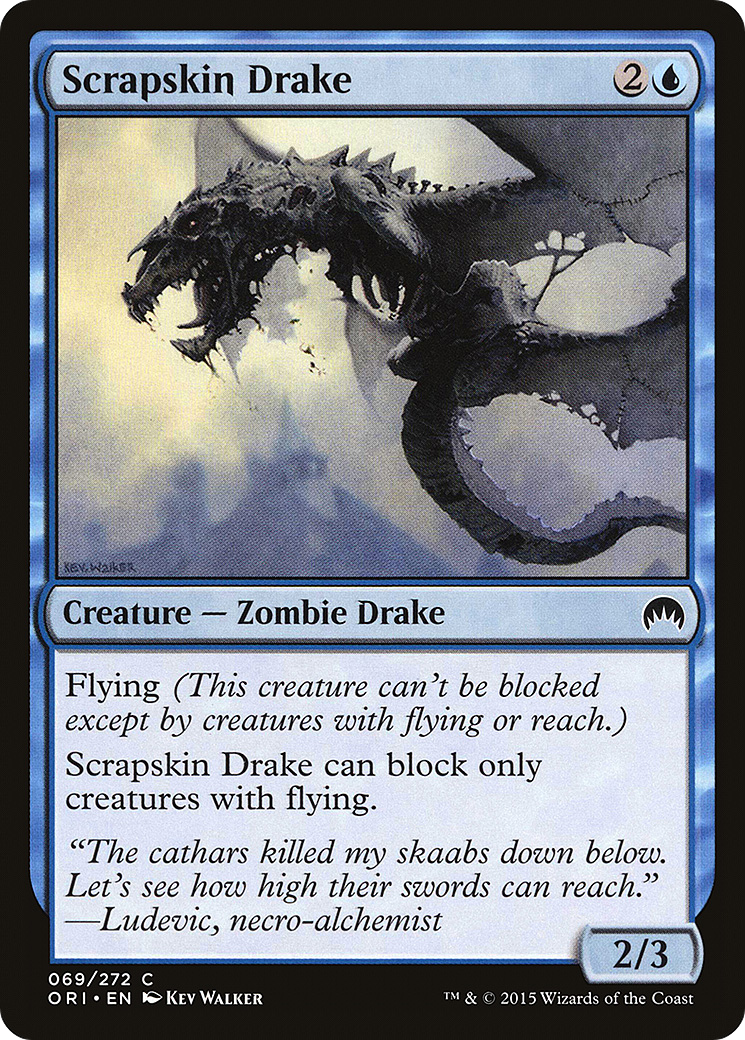 Scrapskin Drake 2
KEV. WALKER
Creature — Zombie Drake
Flying (This creature can't be blocked
except by creatures with flying or reach.)
Scrapskin Drake can block only
creatures with flying.
“The cathars killed my skaabs down below.
Let's see how high their swords can reach.”
—Ludevic, necro-alchemist
2/3
069/272 C
ORI • EN Kev Walker ™ & © 2015 Wizards of the Coast